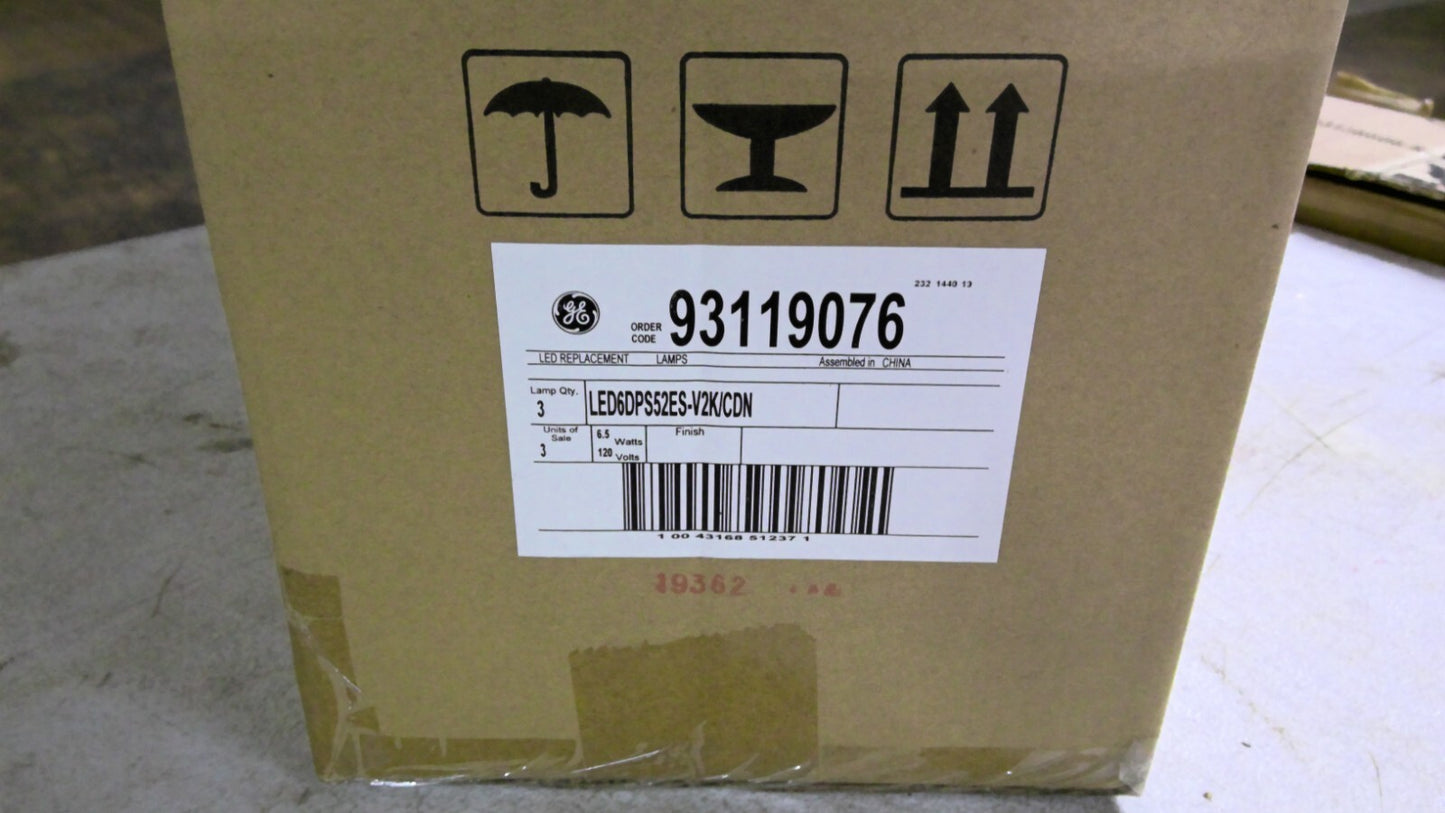 232 1440 13
GE
ORDER CODE 93119076
LED REPLACEMENT LAMPS Assembled in CHINA
Lamp Qty. 3 LED6DPS52ES-V2K/CDN
Units of Sale 3 6.5 Watts 120 Volts Finish
1 00 43168 51237 1
19362